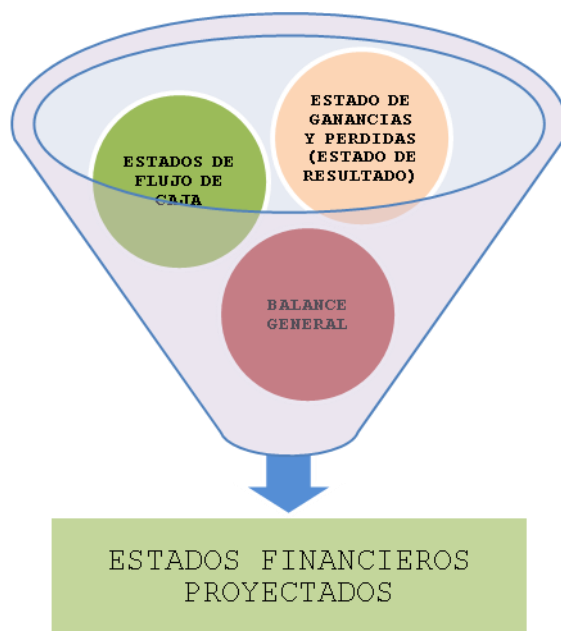 ESTADO DE
GANANCIAS
Y PERDIDAS
(ESTADO DE
RESULTADO)
ESTADOS DE
FLUJO DE
CAJA
BALANCE
GENERAL
ESTADOS FINANCIEROS
PROYECTADOS